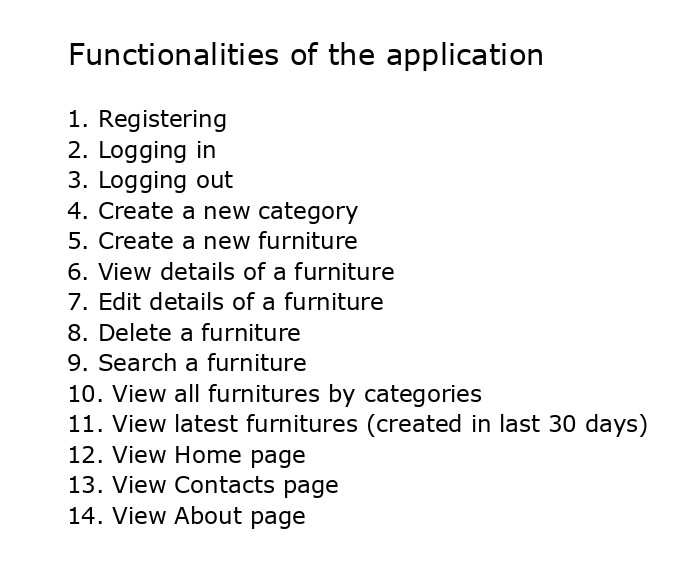 Functionalities of the application
1. Registering
2. Logging in
3. Logging out
4. Create a new category
5. Create a new furniture
6. View details of a furniture
7. Edit details of a furniture
8. Delete a furniture
9. Search a furniture
10. View all furnitures by categories
11. View latest furnitures (created in last 30 days)
12. View Home page
13. View Contacts page
14. View About page